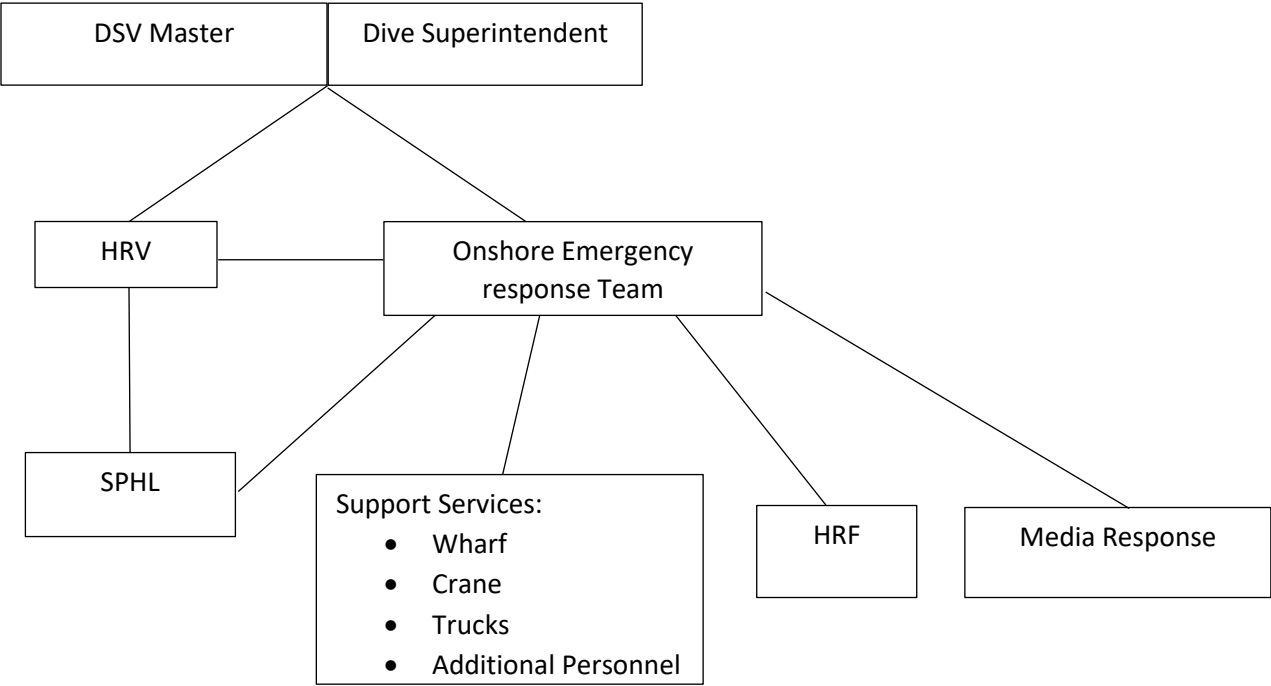 DSV Master
Dive Superintendent
HRV
Onshore Emergency
response Team
SPHL
Support Services:
• Wharf
• Crane
• Trucks
• Additional Personnel
HRF
Media Response